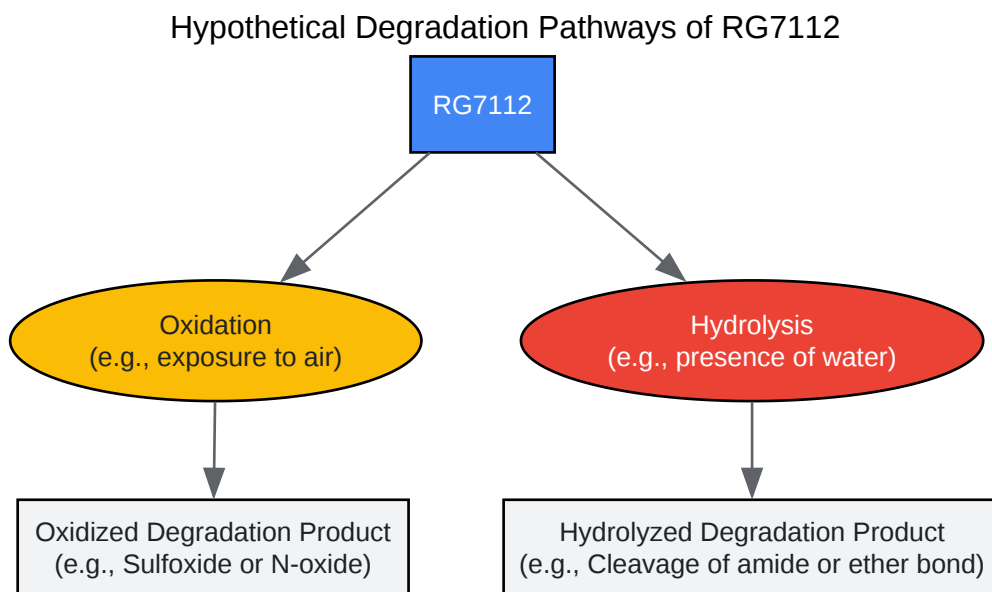 Hypothetical Degradation Pathways of RG7112
RG7112
Oxidation
(e.g., exposure to air)
Hydrolysis
(e.g., presence of water)
Oxidized Degradation Product
(e.g., Sulfoxide or N-oxide)
Hydrolyzed Degradation Product
(e.g., Cleavage of amide or ether bond)